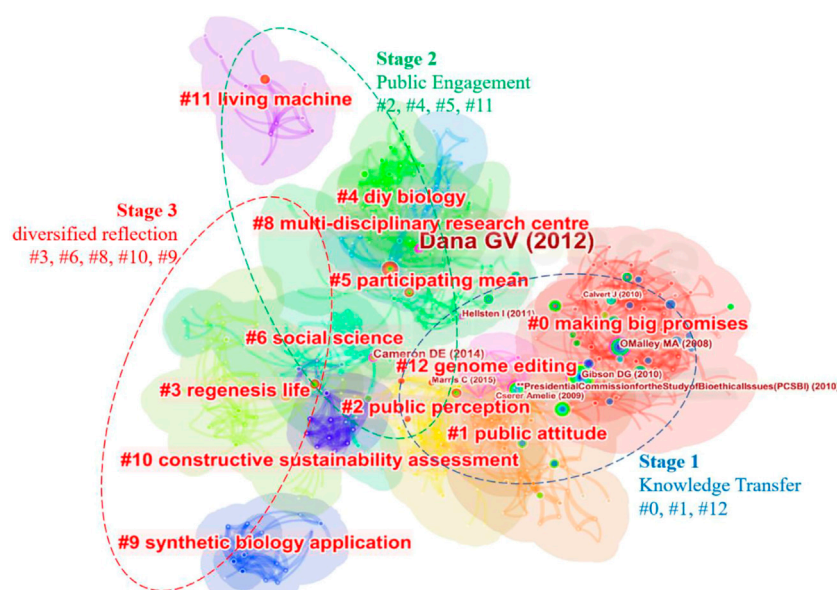 Stage 2
Public Engagement
#2, #4, #5, #11
#11 living machine
#4 diy biology
Stage 3
diversified reflection
#3, #6, #8, #10, #9
#8 multi-disciplinary research centre
Dana GV (2012)
#5 participating mean
Calvert J (2010)
Hellsten I (2011)
#0 making big promises
#6 social science
OMalley MA (2008)
Cameron DE (2014)
#12 genome editing
Gibson DG (2010)
Marris C (2015)
#3 regenesis life
**PresidentialCommissionfortheStudyofBioethicalIssues(PCSBI) (2010)
Cserer Amelie (2009)
#2 public perception
#1 public attitude
#10 constructive sustainability assessment
Stage 1
Knowledge Transfer
#0, #1, #12
#9 synthetic biology application